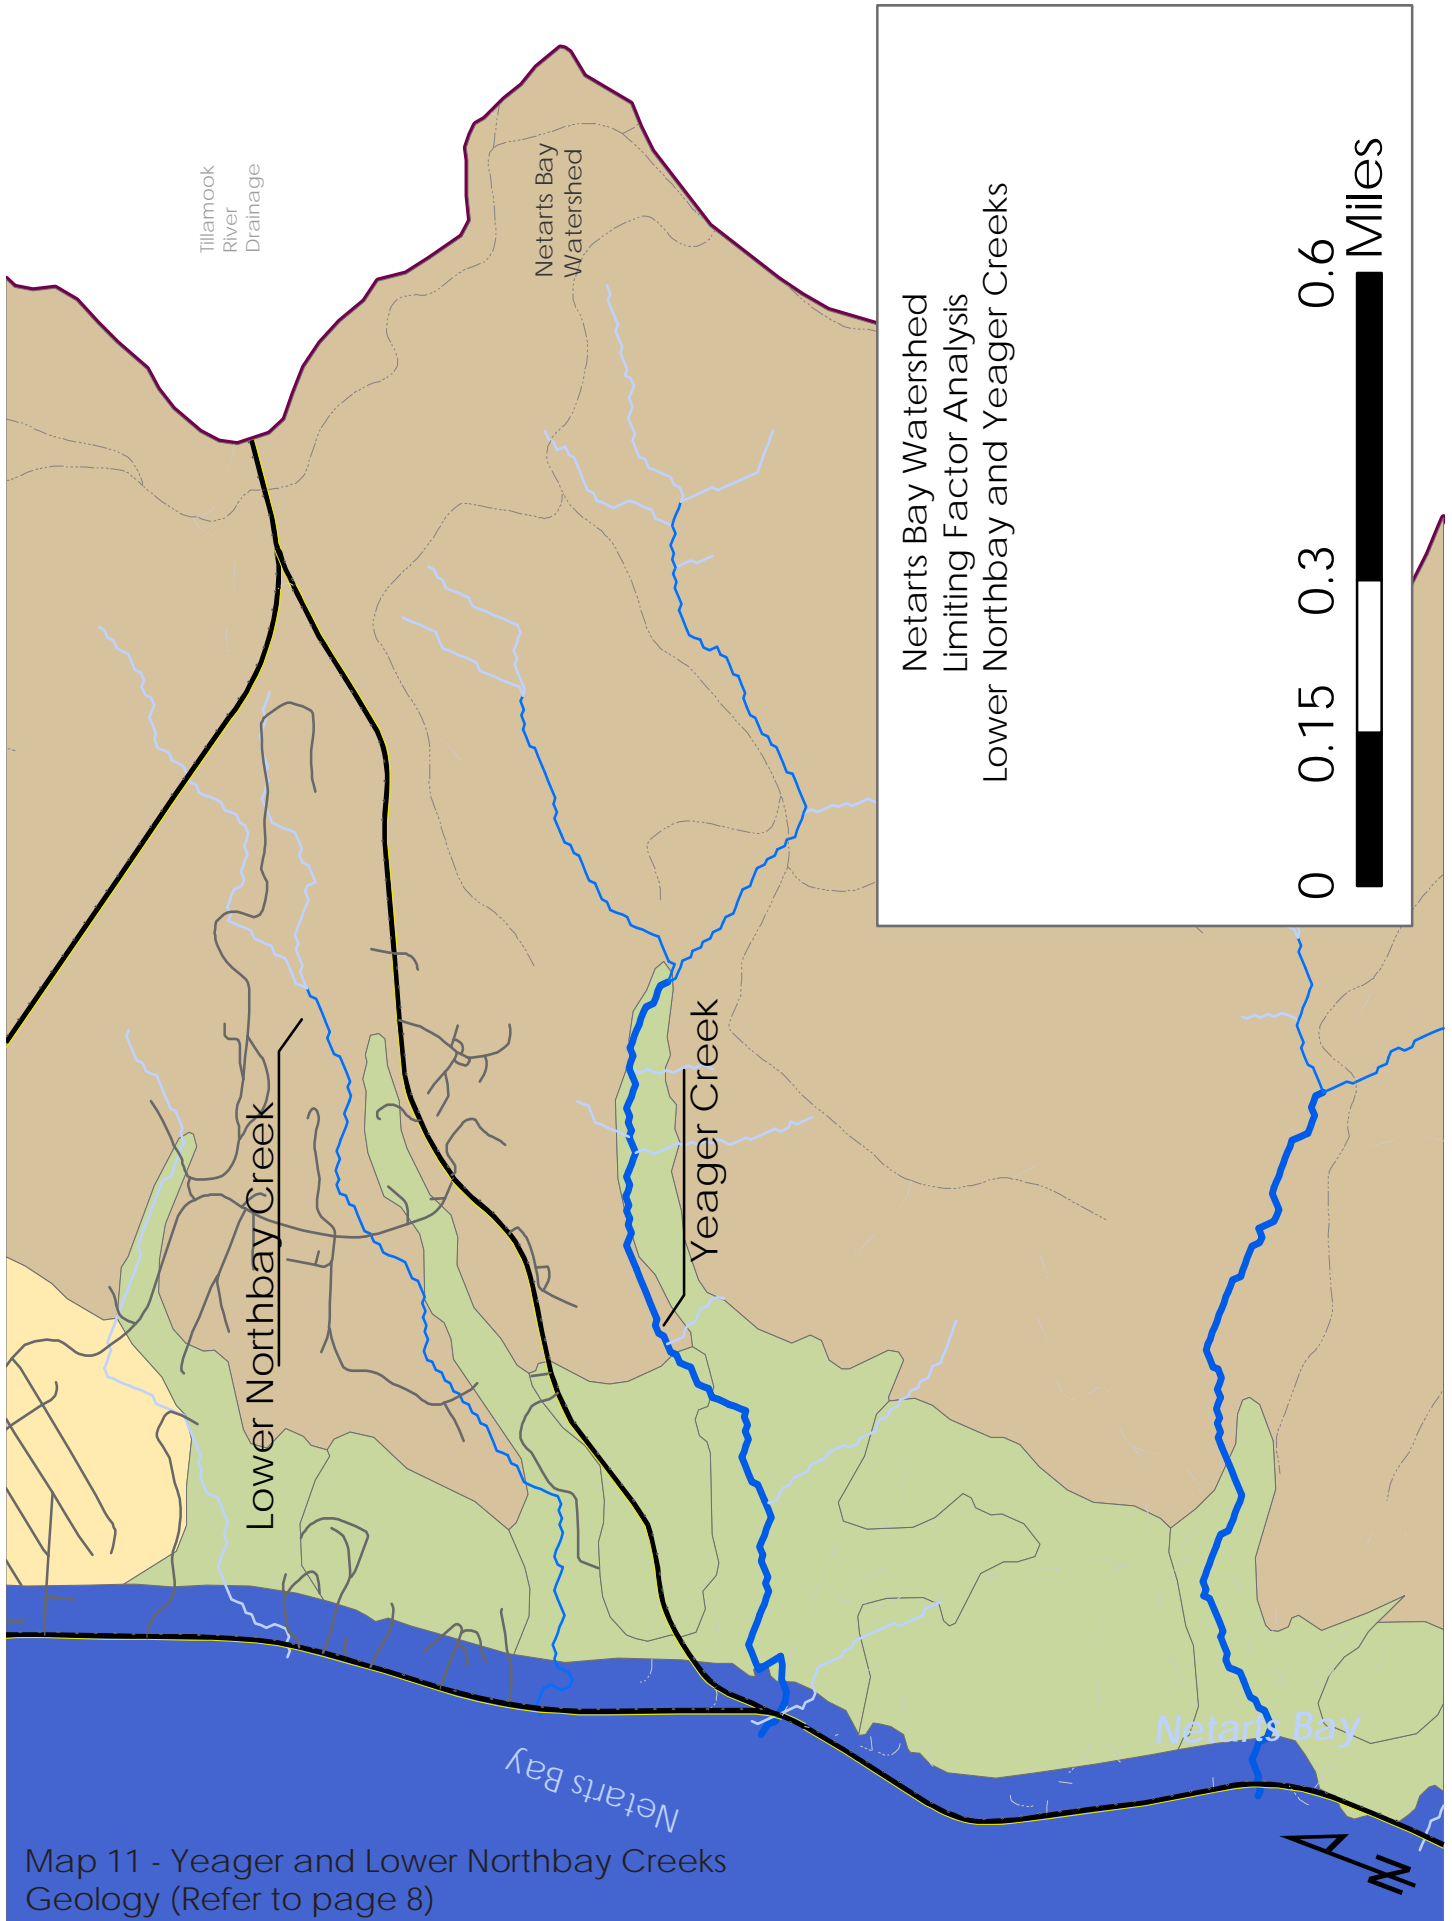 Tillamook
River
Drainage
Netarts Bay
Watershed
Netarts Bay Watershed
Limiting Factor Analysis
Lower Northbay and Yeager Creeks
0 0.15 0.3 0.6
Miles
Lower Northbay Creek
Yeager Creek
Netarts Bay
Netarts Bay
N
Map 11 - Yeager and Lower Northbay Creeks
Geology (Refer to page 8)